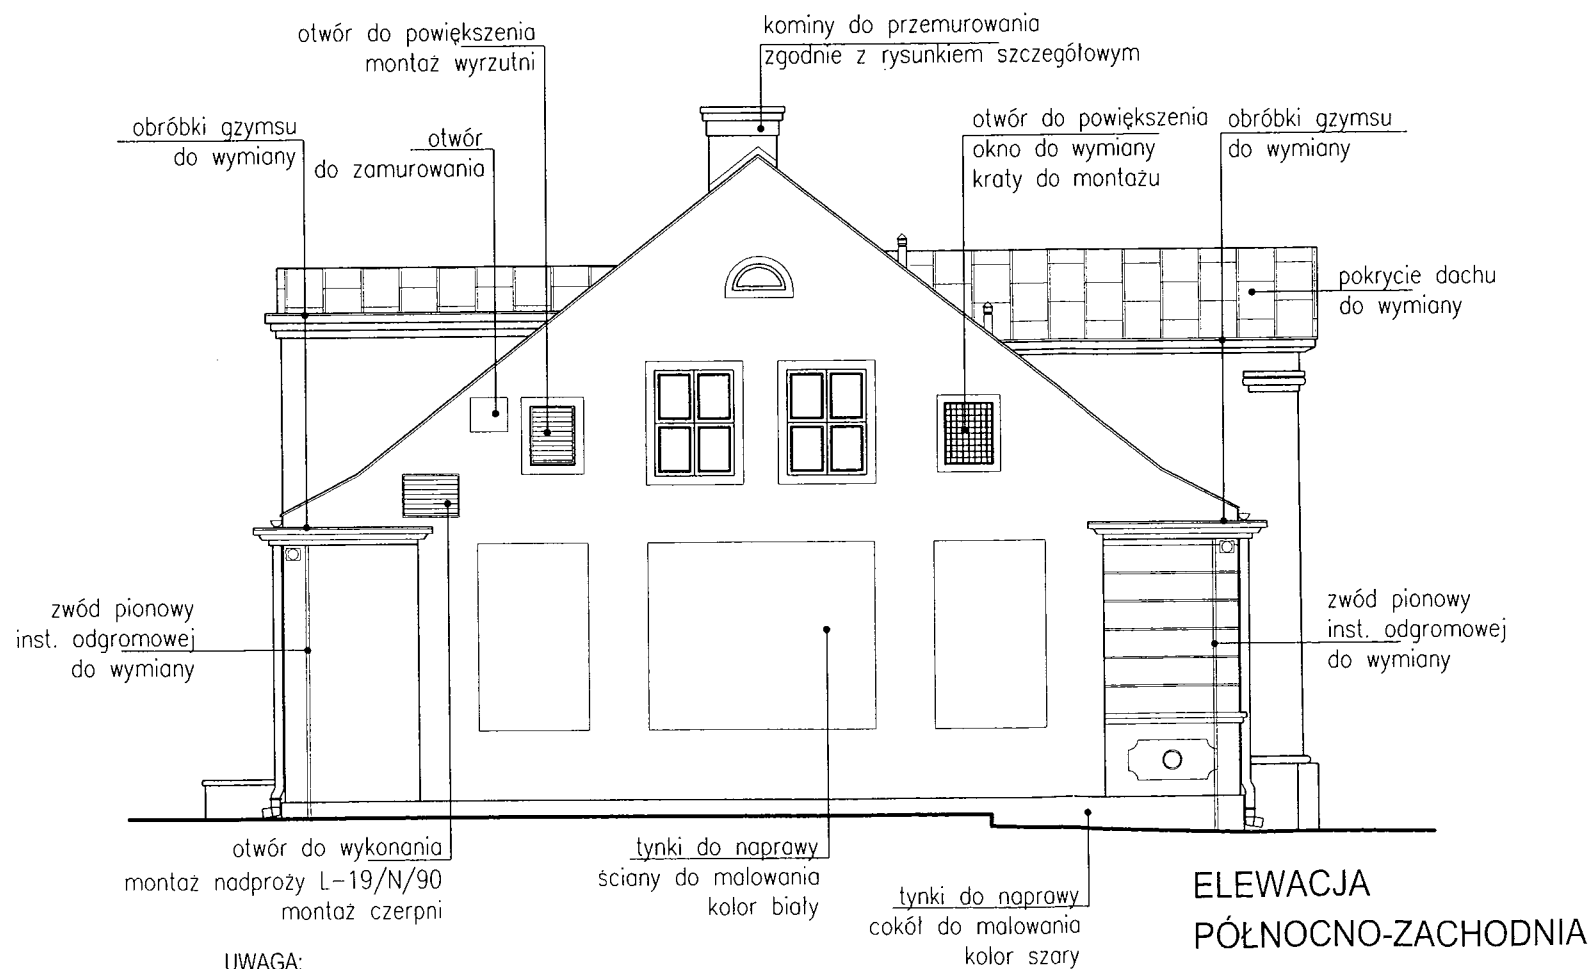 otwór do powiększenia
montaż wyrzutni
kominy do przemurowania
zgodnie z rysunkiem szczegółowym
obróbki gzymsu
do wymiany
otwór
do zamurowania
otwór do powiększenia
okno do wymiany
kraty do montażu
obróbki gzymsu
do wymiany
pokrycie dachu
do wymiany
zwód pionowy
inst. odgromowej
do wymiany
zwód pionowy
inst. odgromowej
do wymiany
otwór do wykonania
montaż nadproży L-19/N/90
montaż czerpni
tynki do naprawy
ściany do malowania
kolor biały
tynki do naprawy
cokół do malowania
kolor szary
ELEWACJA
PÓŁNOCNO-ZACHODNIA
UWAGA: